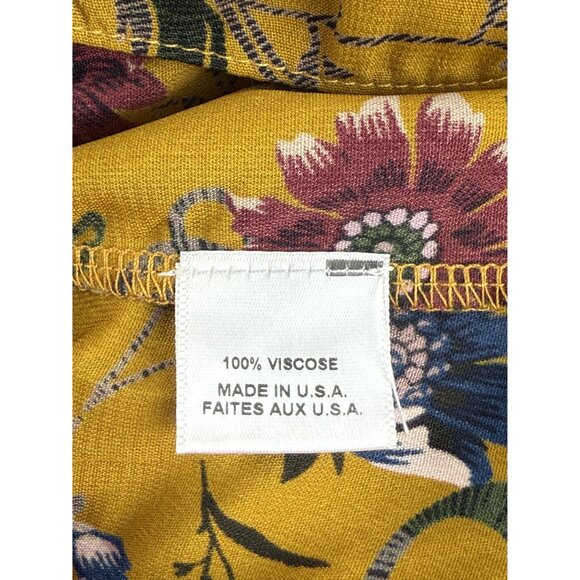 100% VISCOSE
MADE IN U.S.A.
FAITES AUX U.S.A.